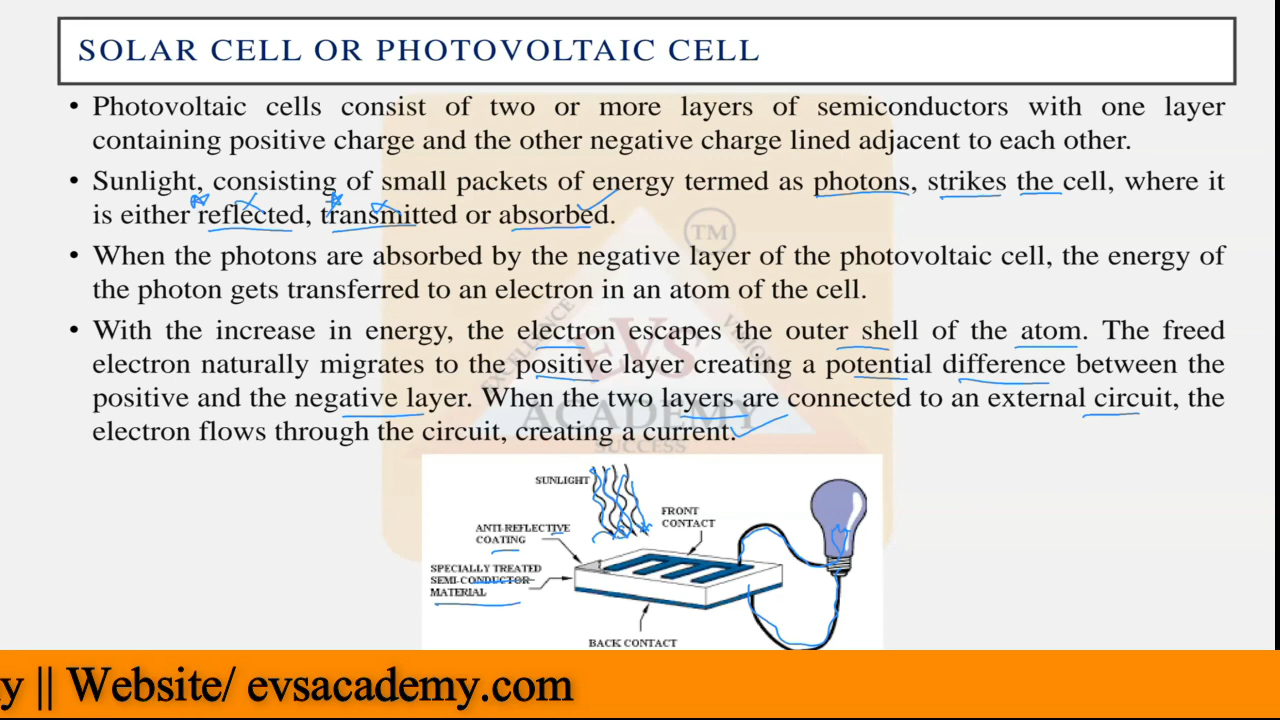 SOLAR CELL OR PHOTOVOLTAIC CELL
• Photovoltaic cells consist of two or more layers of semiconductors with one layer
containing positive charge and the other negative charge lined adjacent to each other.
• Sunlight, consisting of small packets of energy termed as photons, strikes the cell, where it
is either reflected, transmitted or absorbed.
TM
• When the photons are absorbed by the negative layer of the photovoltaic cell, the energy of
the photon gets transferred to an electron in an atom of the cell.
• With the increase in energy, the electron escapes the outer shell of the atom. The freed
electron naturally migrates to the positive layer creating a potential difference between the
positive and the negative layer. When the two layers are connected to an external circuit, the
electron flows through the circuit, creating a current.
EXCELLENCE
VISION
EVS
ACADEMY
SUCCESS
SUNLIGHT
FRONT
CONTACT
ANTI-REFLECTIVE
COATING
SPECIALLY TREATED
SEMI-CONDUCTOR
MATERIAL
BACK CONTACT
y || Website/ evsacademy.com